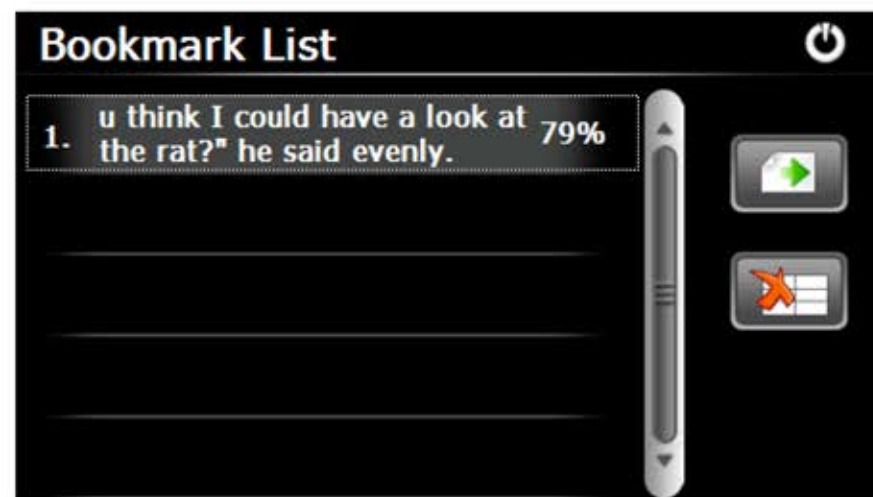 Bookmark List
1. u think I could have a look at 79%
the rat?" he said evenly.